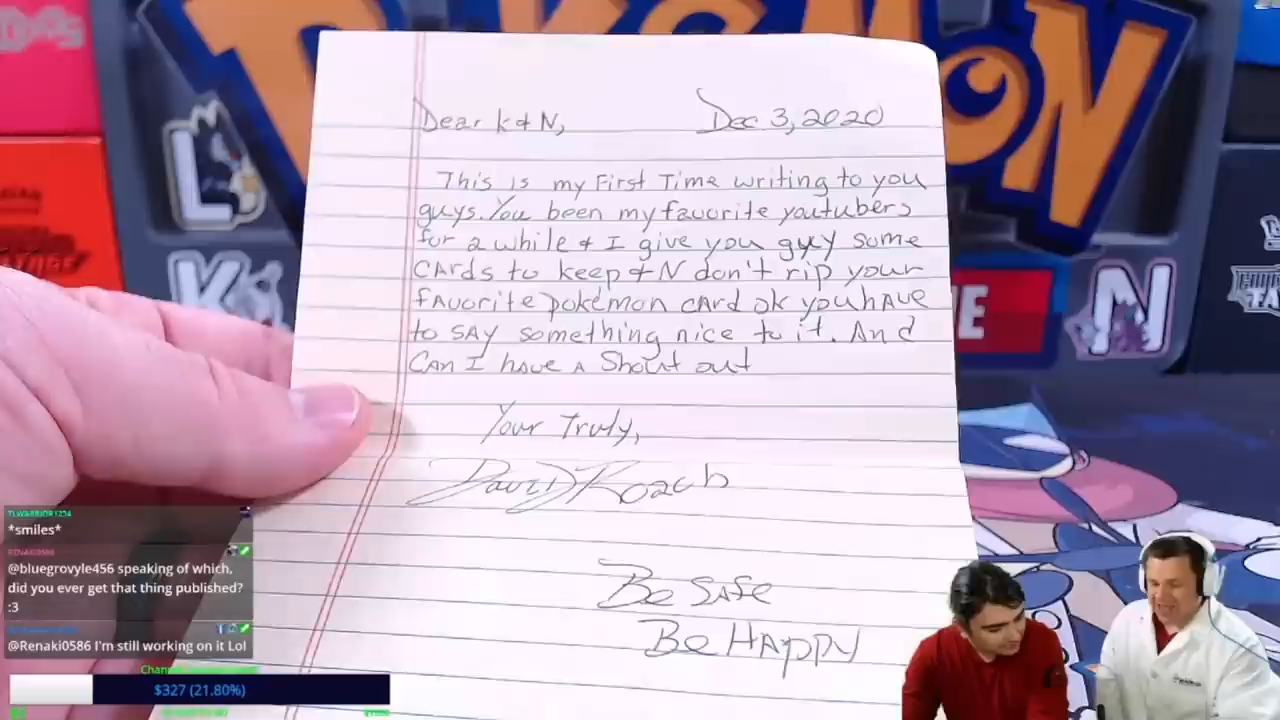 Dear K & N,
Dec 3, 2020
This is my First Time writing to you
guys. You been my favorite youtubers
for a while & I give you guy some
cards to keep & N don't rip your
favorite pokémon card ok you have
to say something nice to it. And
Can I have a Shout out
Your Truly,
David Roach
Be Safe
Be Happy
L
K
N
TLWARRIOR1234
*smiles*
RENAKI0586
@bluegrovyle456 speaking of which,
did you ever get that thing published?
:3
@Renaki0586 I'm still working on it Lol
$327 (21.80%)